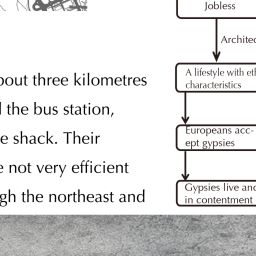 bout three kilometres
d the bus station,
e shack. Their
e not very efficient
gh the northeast and
Jobless
Architec
A lifestyle with eth
characteristics
Europeans acc-
ept gypsies
Gypsies live and
in contentment